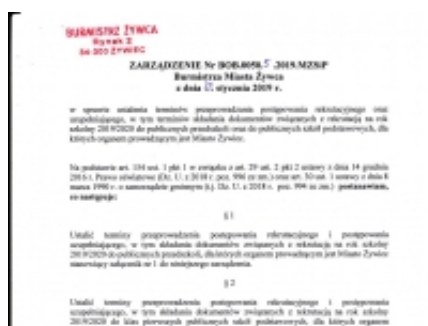 BURMISTRZ ŻYWCA
Rynek 2
34-300 ŻYWIEC
ZARZĄDZENIE Nr BOB.0050.5.2019.MZSiP
Burmistrza Miasta Żywca
z dnia stycznia 2019 r.
w sprawie ustalenia terminów przeprowadzania postępowania rekrutacyjnego oraz
uzupełniającego, w tym terminów składania dokumentów związanych z rekrutacją na rok
szkolny 2019/2020 do publicznych przedszkoli oraz do publicznych szkół podstawowych, dla
których organem prowadzącym jest Miasto Żywiec.
Na podstawie art. 154 ust. 1 pkt 1 w związku z art. 29 ust. 2 pkt 2 ustawy z dnia 14 grudnia
2016 r. Prawo oświatowe (Dz. U. z 2018 r. poz. 996 ze zm.) oraz art. 30 ust. 1 ustawy z dnia 8
marca 1990 r. o samorządzie gminnym (t.j. Dz. U. z 2018 r. poz. 994 ze zm.) postanawiam,
co następuje:
§ 1
Ustalić terminy przeprowadzania postępowania rekrutacyjnego i postępowania
uzupełniającego, w tym składania dokumentów związanych z rekrutacją na rok szkolny
2019/2020 do publicznych przedszkoli, dla których organem prowadzącym jest Miasto Żywiec
stanowiący załącznik nr 1 do niniejszego zarządzenia.
§ 2
Ustalić terminy przeprowadzania postępowania rekrutacyjnego i postępowania
uzupełniającego, w tym składania dokumentów związanych z rekrutacją na rok szkolny
2019/2020 do klas pierwszych publicznych szkół podstawowych, dla których organem